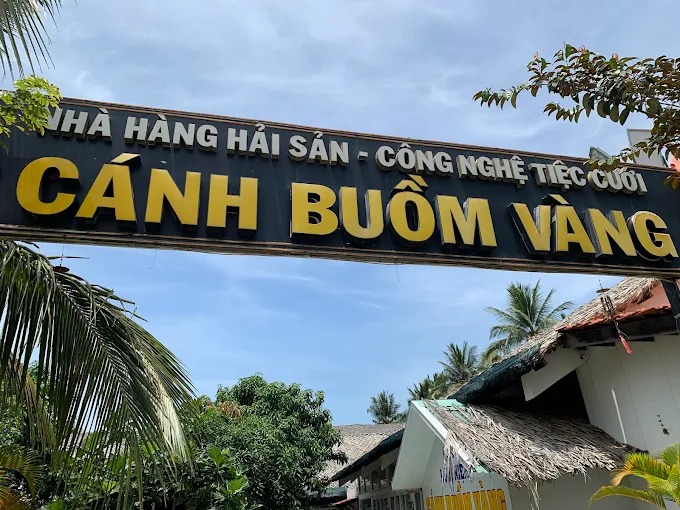 NHÀ HÀNG HẢI SẢN - CÔNG NGHỆ TIỆC CƯỚI
CÁNH BUỒM VÀNG